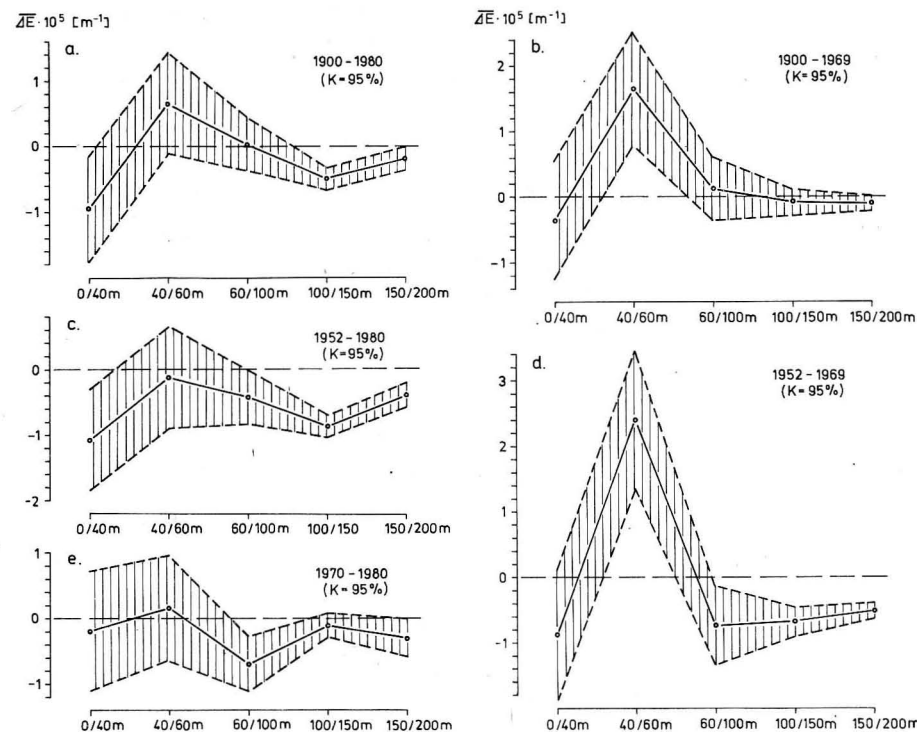 ΔE · 10⁵ [m⁻¹]
a.
1900 – 1980
(K = 95%)
1
0
-1
0/40m 40/60m 60/100m 100/150m 150/200m
ΔE · 10⁵ [m⁻¹]
b.
1900 – 1969
(K = 95%)
2
1
0
-1
0/40m 40/60m 60/100m 100/150m 150/200m
c.
1952 – 1980
(K = 95%)
0
-1
-2
0/40m 40/60m 60/100m 100/150 150/200m
d.
1952 – 1969
(K = 95%)
3
2
1
0
-1
0/40m 40/60m 60/100m 100/150m 150/200m
e.
1970 – 1980
(K = 95%)
1
0
-1
0/40m 40/60m 60/100m 100/150m 150/200m